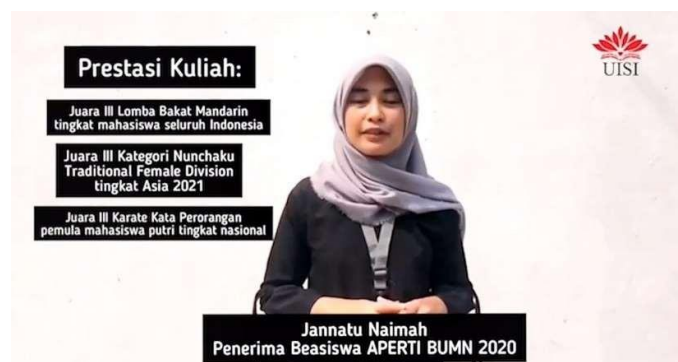 Prestasi Kuliah:
Juara III Lomba Bakat Mandarin
tingkat mahasiswa seluruh Indonesia
Juara III Kategori Nunchaku
Traditional Female Division
tingkat Asia 2021
Juara III Karate Kata Perorangan
pemula mahasiswa putri tingkat nasional
UISI
Jannatu Naimah
Penerima Beasiswa APERTI BUMN 2020